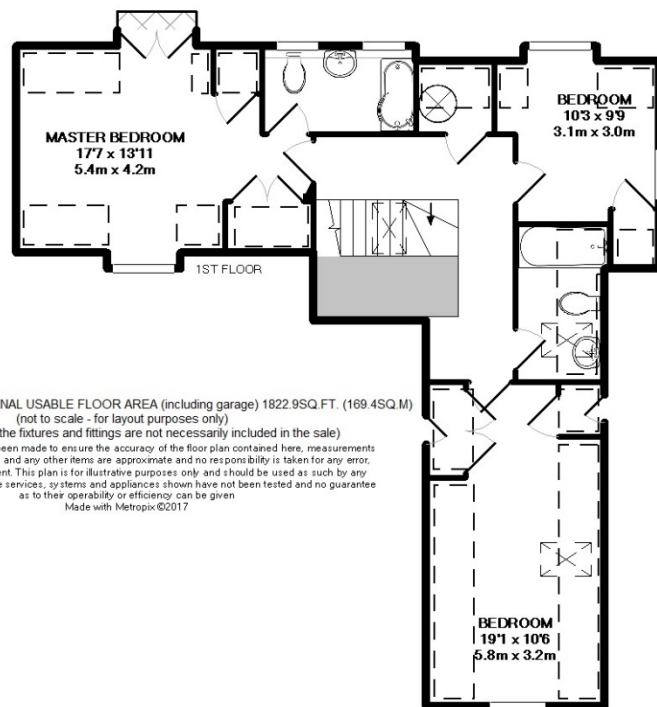 MASTER BEDROOM
17'7 x 13'11
5.4m x 4.2m
BEDROOM
10'3 x 9'9
3.1m x 3.0m
1ST FLOOR
NAL USABLE FLOOR AREA (including garage) 1822.9SQ.FT. (169.4SQ.M)
(not to scale - for layout purposes only)
the fixtures and fittings are not necessarily included in the sale)
een made to ensure the accuracy of the floor plan contained here, measurements
and any other items are approximate and no responsibility is taken for any error,
ent. This plan is for illustrative purposes only and should be used as such by any
e services, systems and appliances shown have not been tested and no guarantee
as to their operability or efficiency can be given
Made with Metropix ©2017
BEDROOM
19'1 x 10'6
5.8m x 3.2m